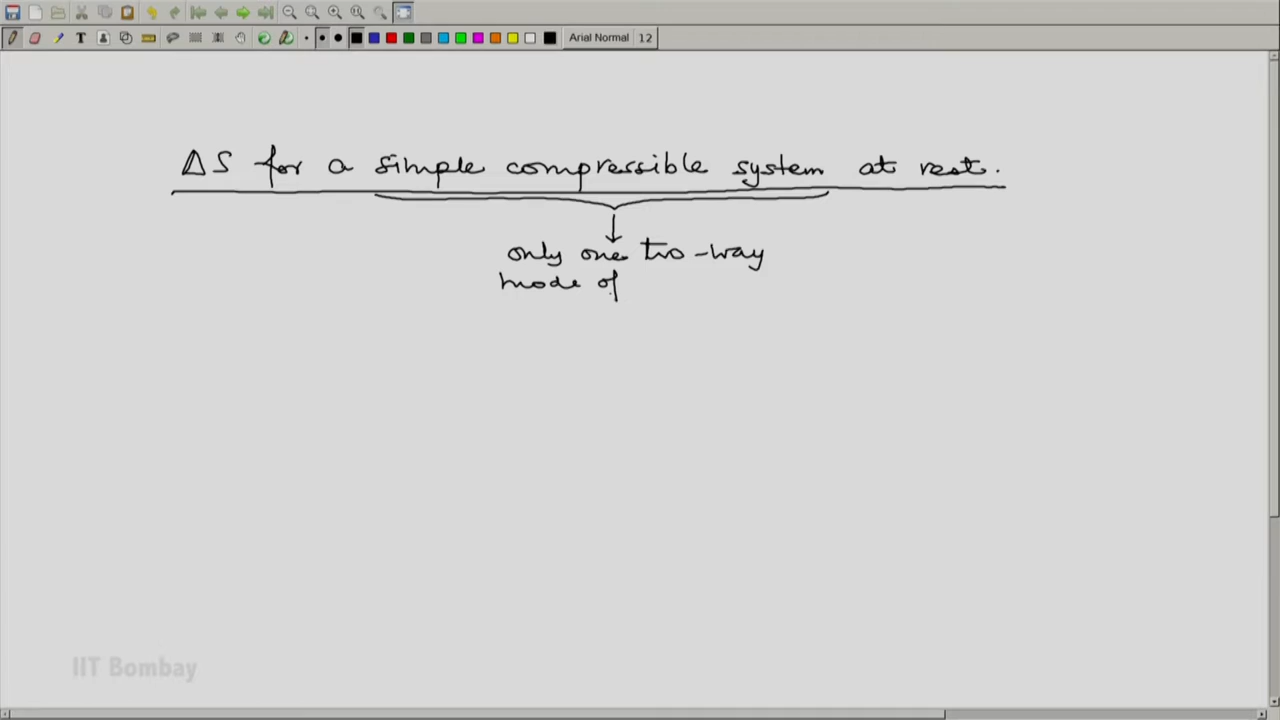 Arial Normal 12
ΔS for a simple compressible system at rest.
only one two-way
mode of
IIT Bombay